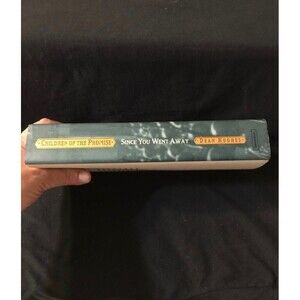 CHILDREN OF THE PROMISE SINCE YOU WENT AWAY DEAN HUGHES